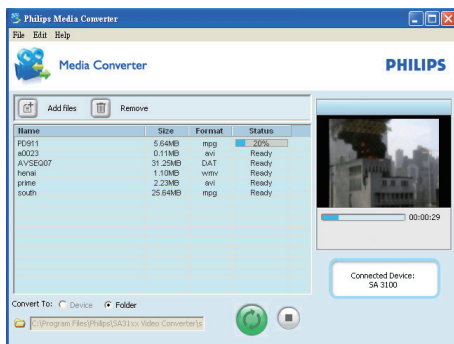 Philips Media Converter
File Edit Help
Media Converter
PHILIPS
Add files Remove
Name Size Format Status
PD911 5.64MB mpg 20%
a0023 0.11MB avi Ready
AVSEQ07 31.25MB DAT Ready
henai 1.10MB wmv Ready
prime 2.23MB avi Ready
south 25.64MB mpg Ready
00:00:29
Connected Device:
SA 3100
Convert To: Device Folder
C:\Program Files\Philips\SA31xx Video Converter\s